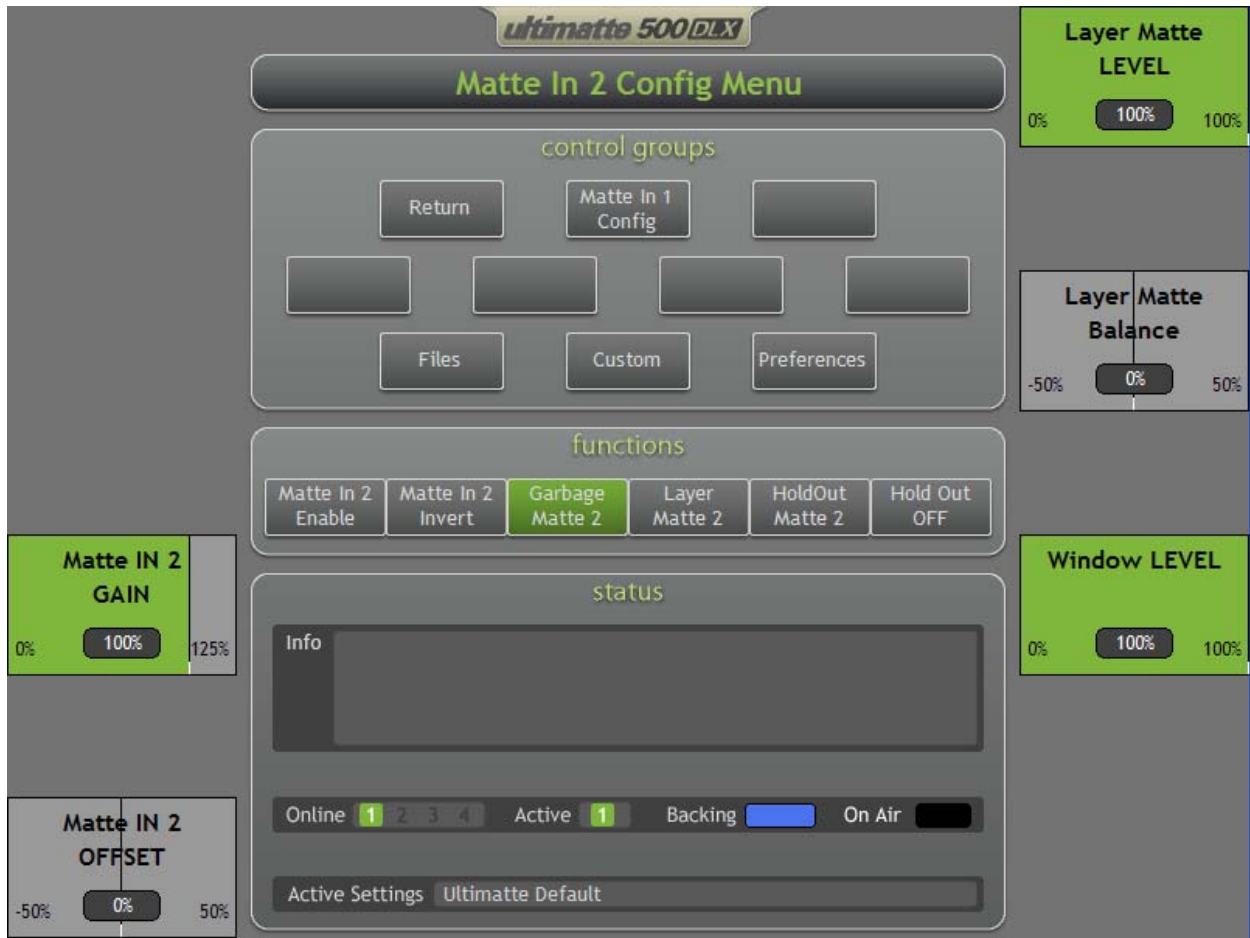 ultimatte 500 DLX
Matte In 2 Config Menu
control groups
Return
Matte In 1
Config
Files
Custom
Preferences
functions
Matte In 2
Enable
Matte In 2
Invert
Garbage
Matte 2
Layer
Matte 2
HoldOut
Matte 2
Hold Out
OFF
status
Info
Online 1 2 3 4 Active 1 Backing On Air
Active Settings Ultimatte Default
Matte IN 2
GAIN
0% 100% 125%
Matte IN 2
OFFSET
-50% 0% 50%
Layer Matte
LEVEL
0% 100% 100%
Layer Matte
Balance
-50% 0% 50%
Window LEVEL
0% 100% 100%